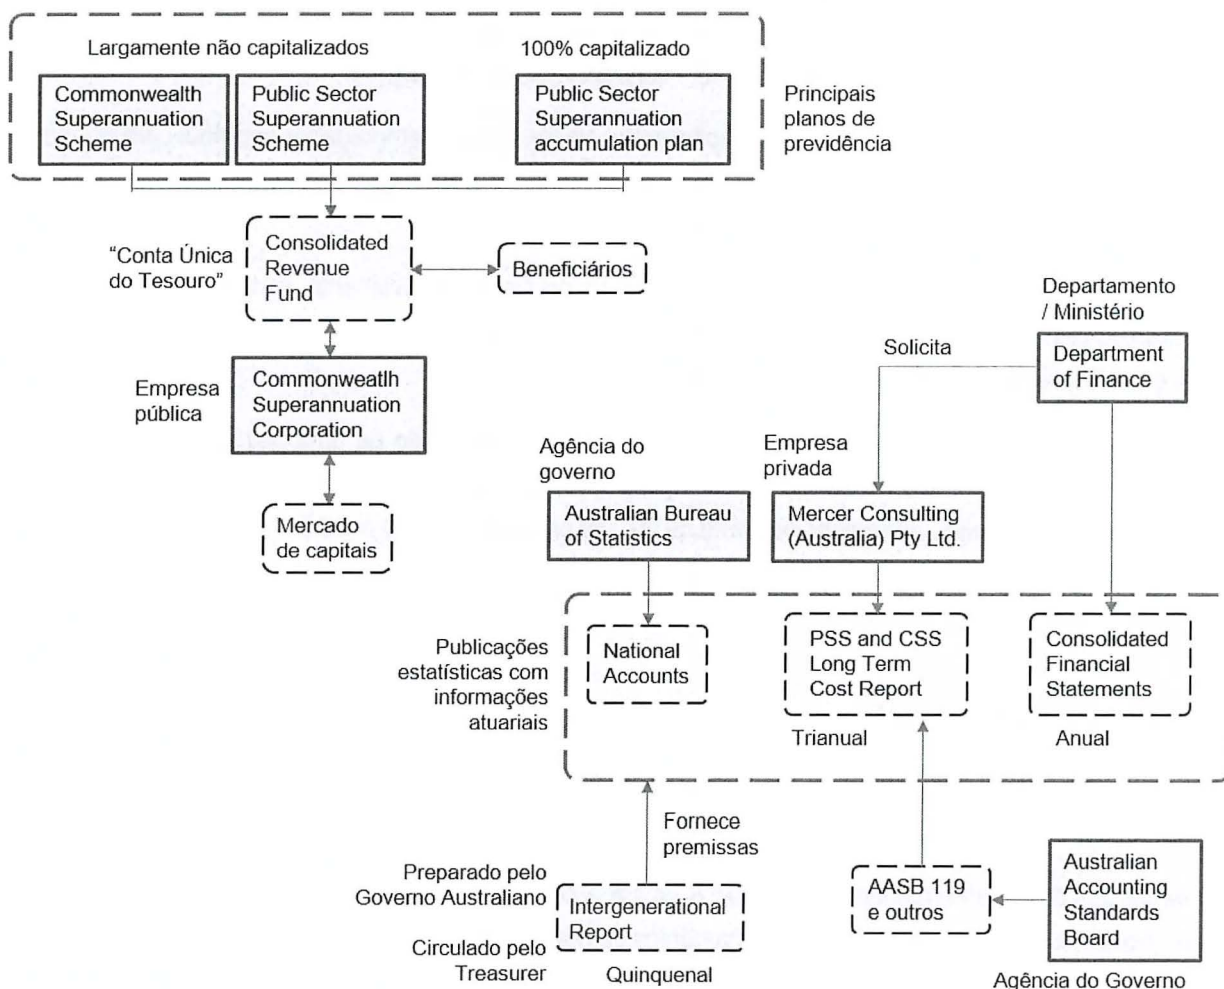 Largamente não capitalizados
100% capitalizado
Commonwealth
Superannuation
Scheme
Public Sector
Superannuation
Scheme
Public Sector
Superannuation
accumulation plan
Principais
planos de
previdência
"Conta Única
do Tesouro"
Consolidated
Revenue
Fund
Beneficiários
Departamento
/ Ministério
Solicita
Department
of Finance
Empresa
pública
Commonweatlh
Superannuation
Corporation
Agência do
governo
Empresa
privada
Mercado
de capitais
Australian Bureau
of Statistics
Mercer Consulting
(Australia) Pty Ltd.
Publicações
estatísticas com
informações
atuariais
National
Accounts
PSS and CSS
Long Term
Cost Report
Consolidated
Financial
Statements
Trianual
Anual
Fornece
premissas
Preparado pelo
Governo Australiano
Circulado pelo
Treasurer
Intergenerational
Report
Quinquenal
AASB 119
e outros
Australian
Accounting
Standards
Board
Agência do Governo